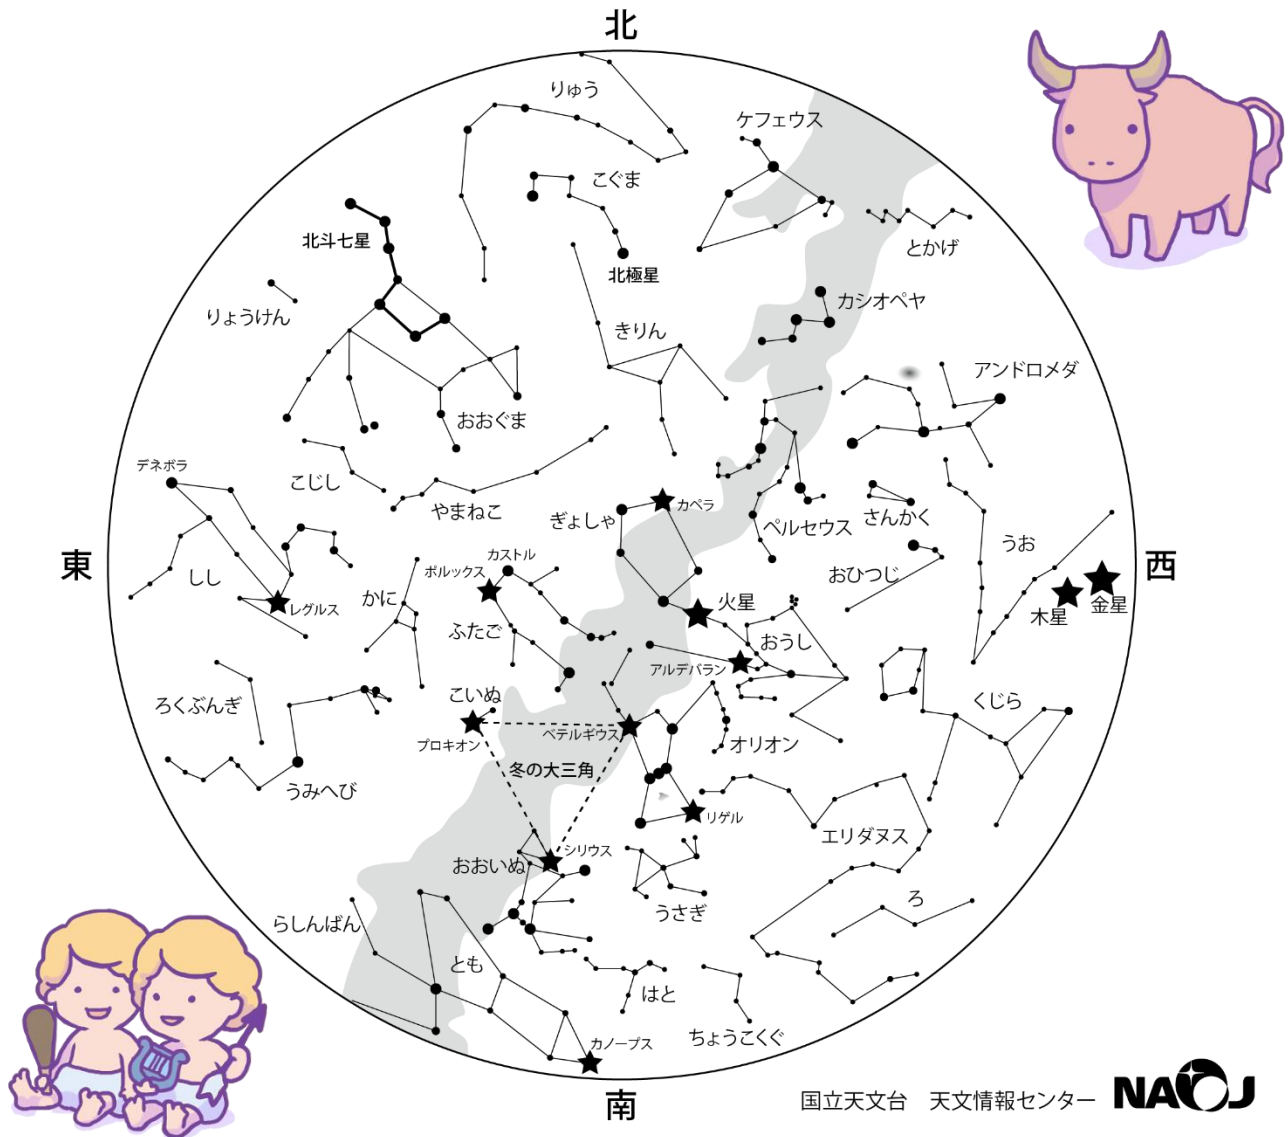 北
りゅう
ケフェウス
こぐま
北斗七星
とかげ
北極星
カシオペヤ
りょうけん
きりん
アンドロメダ
おおぐま
デネボラ
こじし
やまねこ
カペラ
ぎょしゃ
ペルセウス
さんかく
うお
カストル
東
西
ポルックス
しし
かに
おひつじ
レグルス
火星
木星
金星
ふたご
おうし
アルデバラン
ろくぶんぎ
こいぬ
くじら
プロキオン
ベテルギウス
オリオン
冬の大三角
うみへび
リゲル
エリダヌス
シリウス
おおいぬ
うさぎ
ろ
らしんばん
とも
はと
ちょうこくぐ
カノープス
南
国立天文台 天文情報センター NAOJ